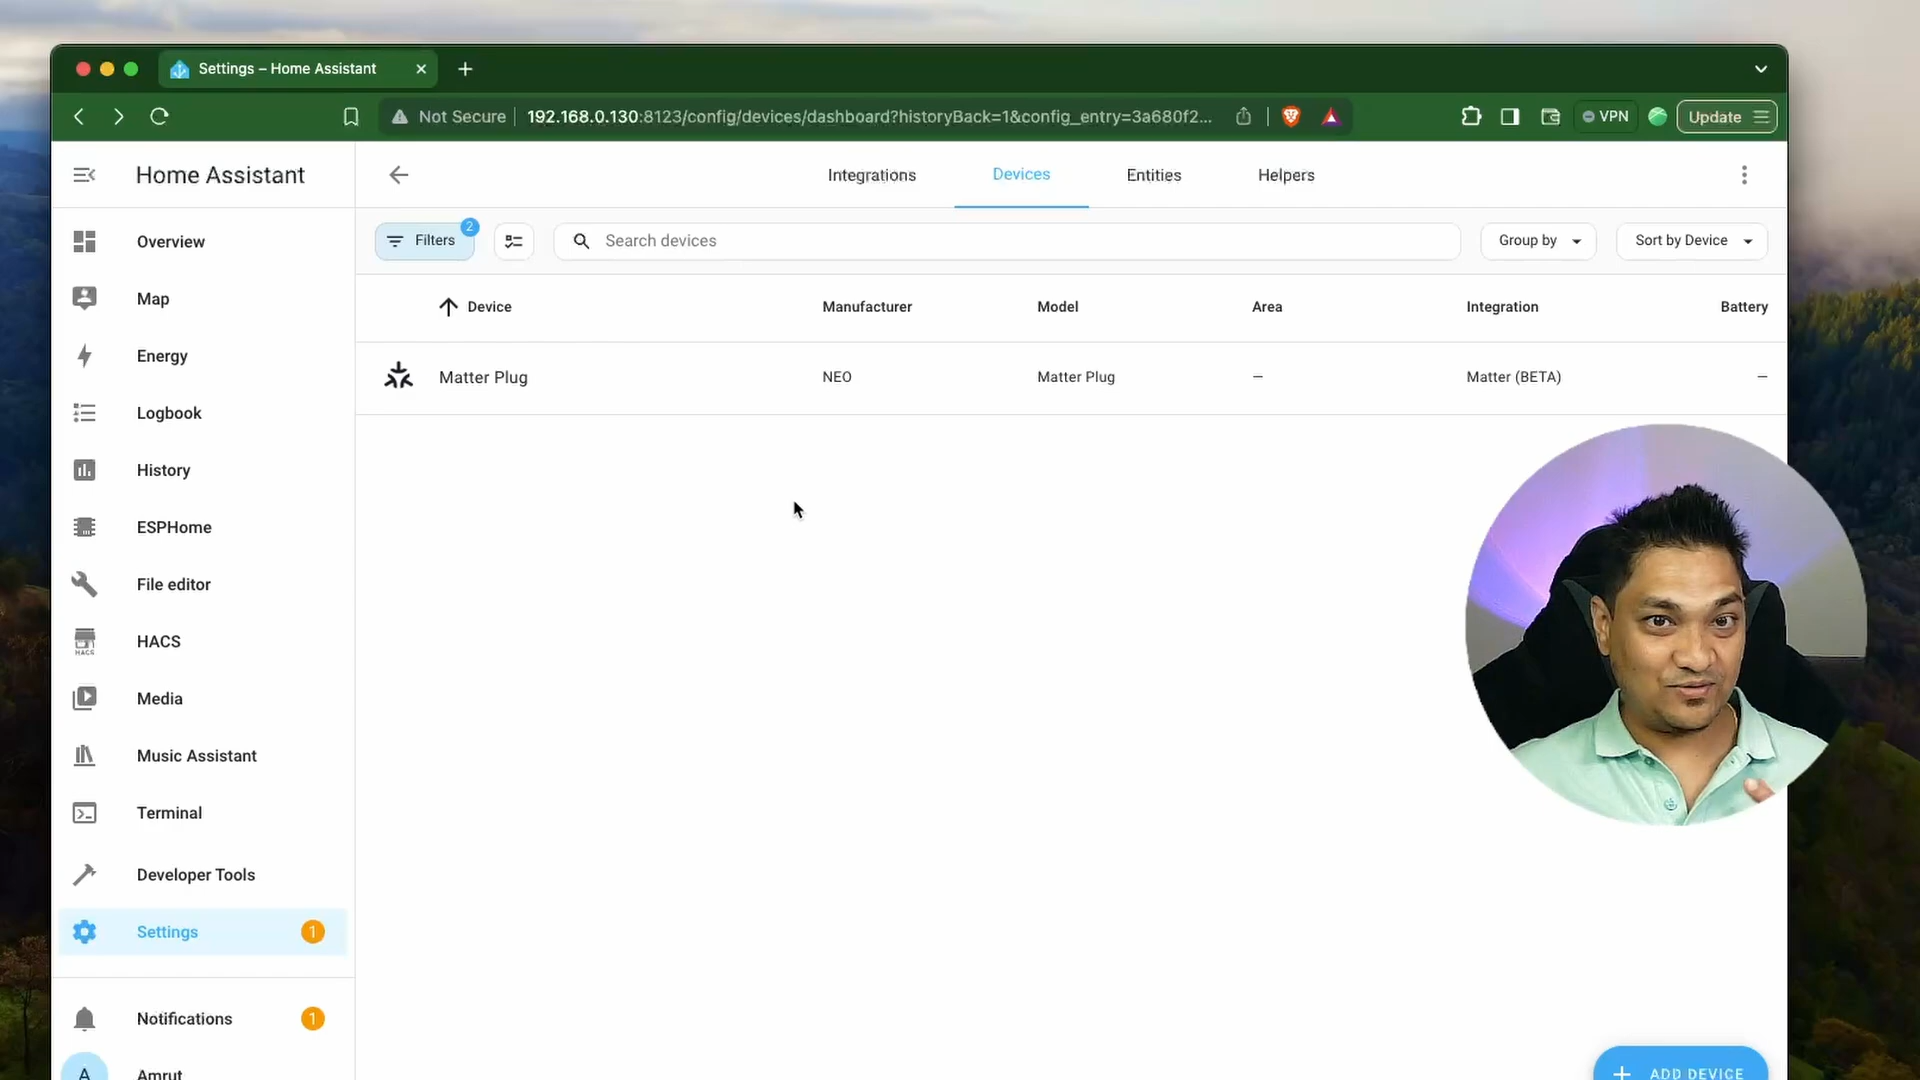 Settings – Home Assistant
Not Secure
192.168.0.130:8123/config/devices/dashboard?historyBack=1&config_entry=3a680f2...
VPN
Update
Home Assistant
Integrations
Devices
Entities
Helpers
Overview
Map
Energy
Logbook
History
ESPHome
File editor
HACS
HACS
Media
Music Assistant
Terminal
Developer Tools
Settings
1
Notifications
1
A
Amrut
Filters
2
Search devices
Group by
Sort by Device
Device
Manufacturer
Model
Area
Integration
Battery
Matter Plug
NEO
Matter Plug
–
Matter (BETA)
–
ADD DEVICE